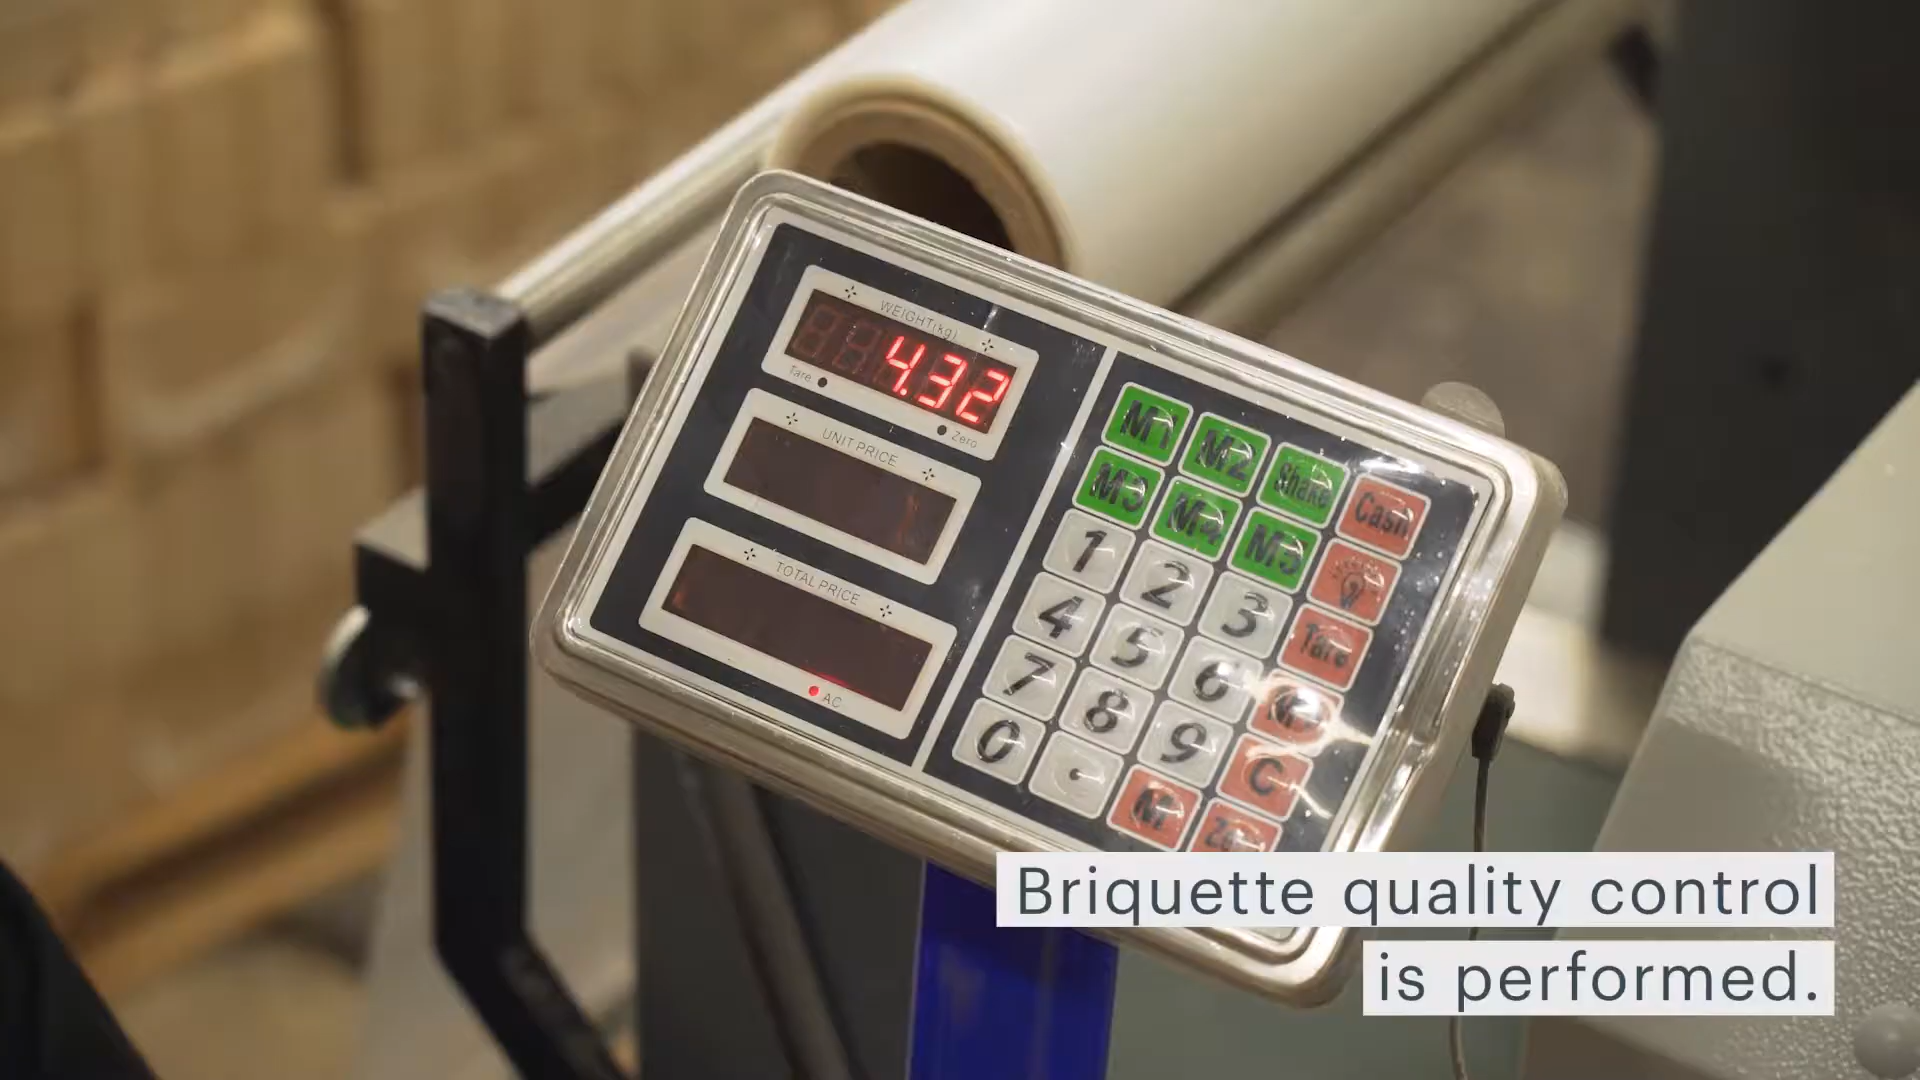 WEIGHT(kg)
4.32
Tare
Zero
UNIT PRICE
TOTAL PRICE
AC
M1 M2 Shake Cash
M3 M4 M5
1 2 3 Tare
4 5 6
7 8 9 C
0 . M Zero
Briquette quality control
is performed.